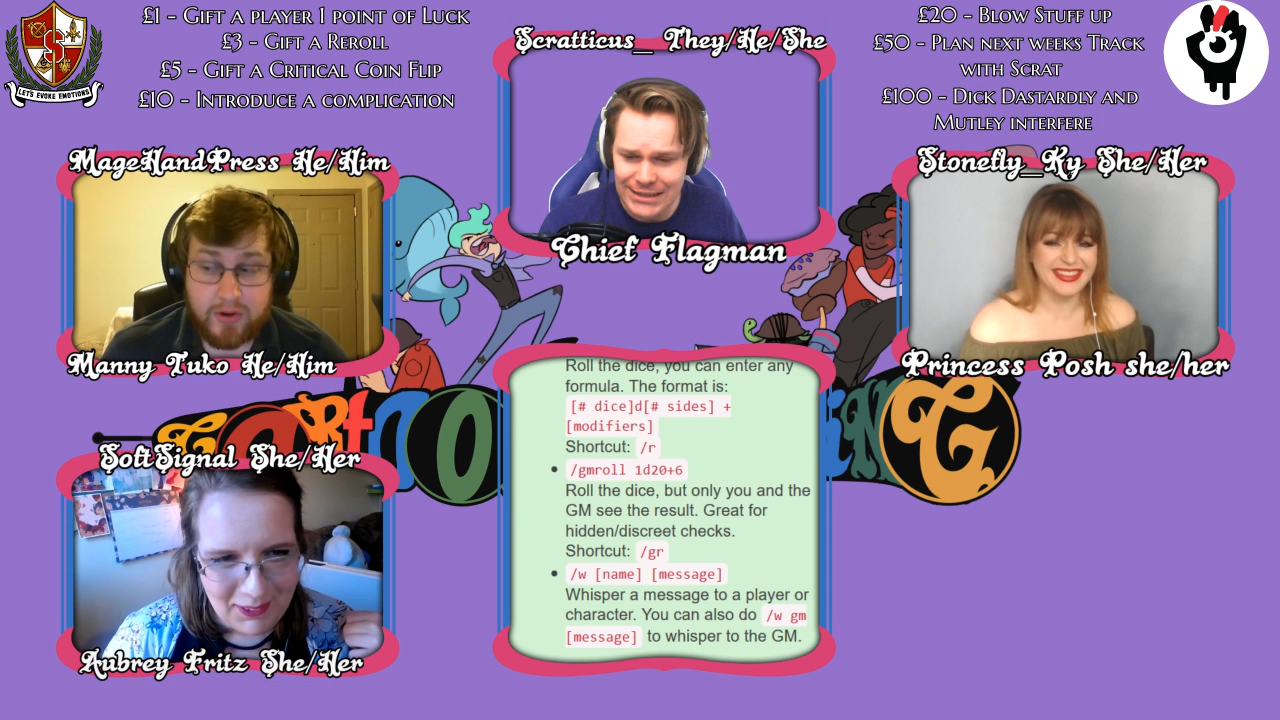 £1 - Gift a player 1 point of Luck
£3 - Gift a Reroll
£5 - Gift a Critical Coin Flip
£10 - Introduce a complication
LET'S EVOKE EMOTIONS
£20 - Blow Stuff up
£50 - Plan next weeks Track
with Scrat
£100 - Dick Dastardly and
Mutley interfere
Scratticus_ They/He/She
Chief Flagman
MageHandPress He/Him
Manny Tuko He/Him
Stonefly_Ky She/Her
Princess Posh she/her
SoftSignal She/Her
Aubrey Fritz She/Her
Roll the dice, you can enter any
formula. The format is:
[# dice]d[# sides] +
[modifiers]
Shortcut: /r
• /gmroll 1d20+6
Roll the dice, but only you and the
GM see the result. Great for
hidden/discreet checks.
Shortcut: /gr
• /w [name] [message]
Whisper a message to a player or
character. You can also do /w gm
[message] to whisper to the GM.